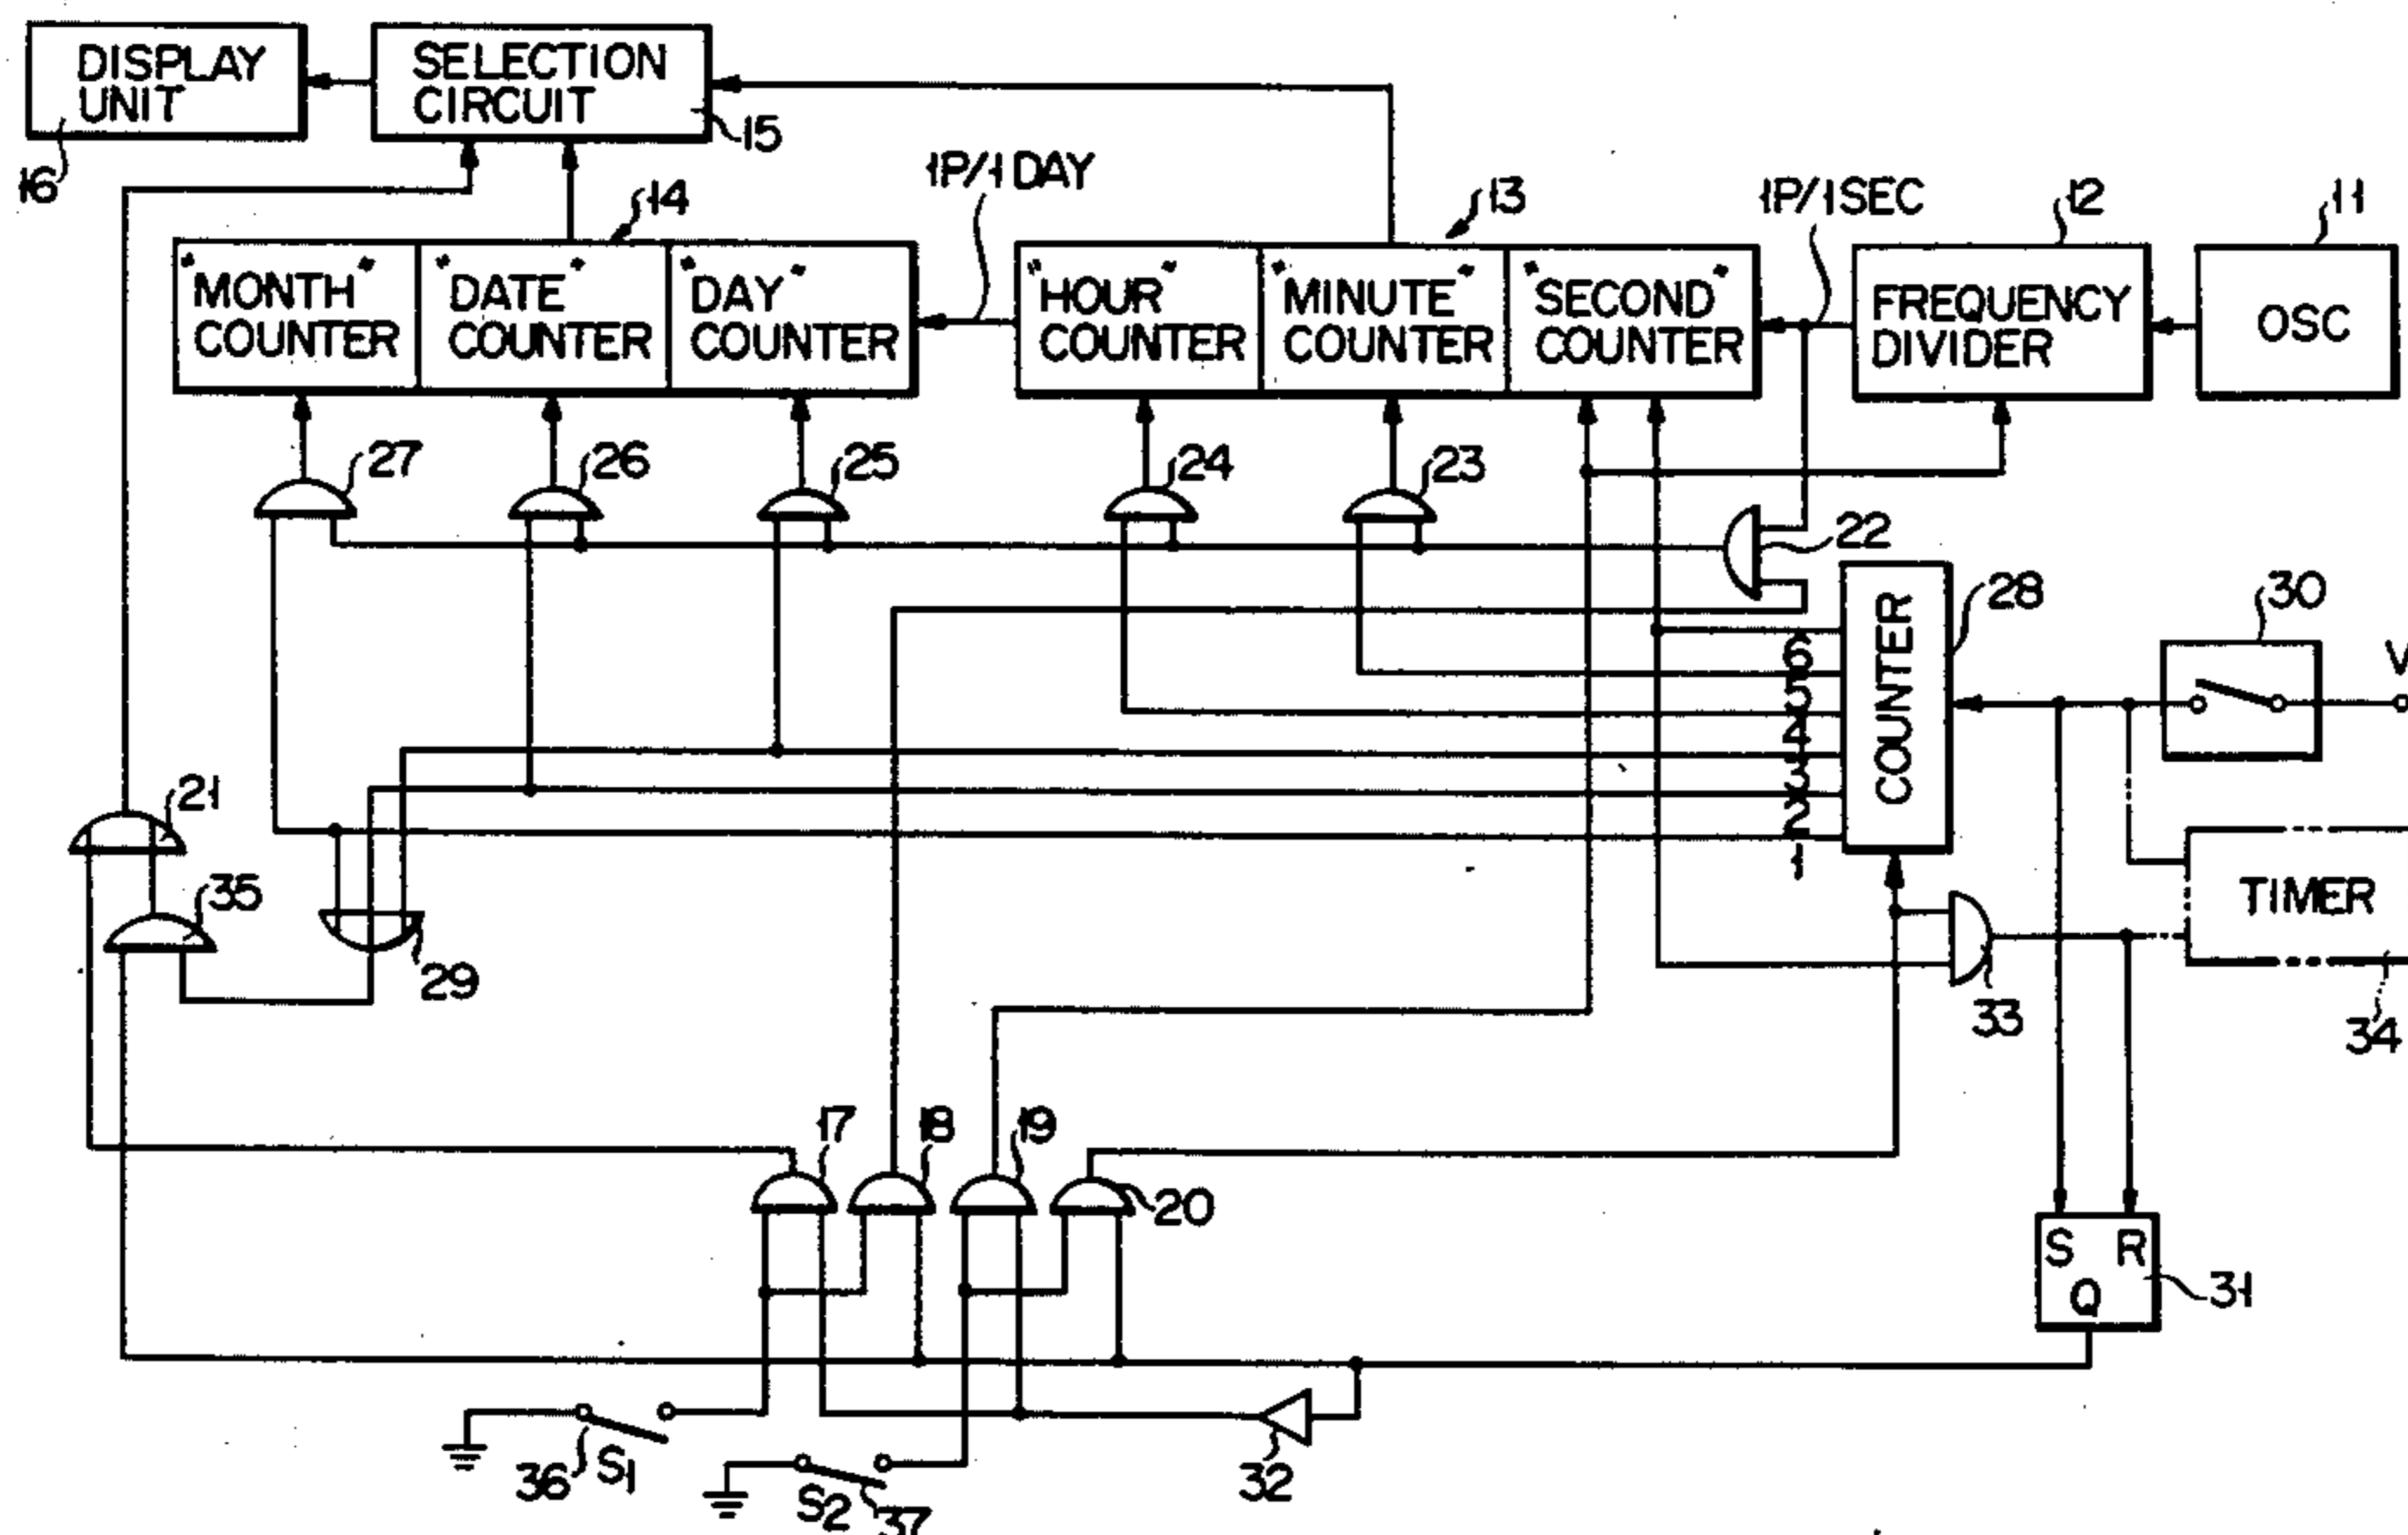 DISPLAY
UNIT
16
SELECTION
CIRCUIT
15
1P/1 DAY
14
13
1P/1SEC
12
11
"MONTH"
COUNTER
"DATE"
COUNTER
"DAY"
COUNTER
"HOUR"
COUNTER
"MINUTE"
COUNTER
"SECOND"
COUNTER
FREQUENCY
DIVIDER
OSC
27
26
25
24
23
22
COUNTER
28
30
V
6
5
4
3
2
1
21
35
29
TIMER
33
34
17
18
19
20
S R
Q
31
36
S1
S2
37
32